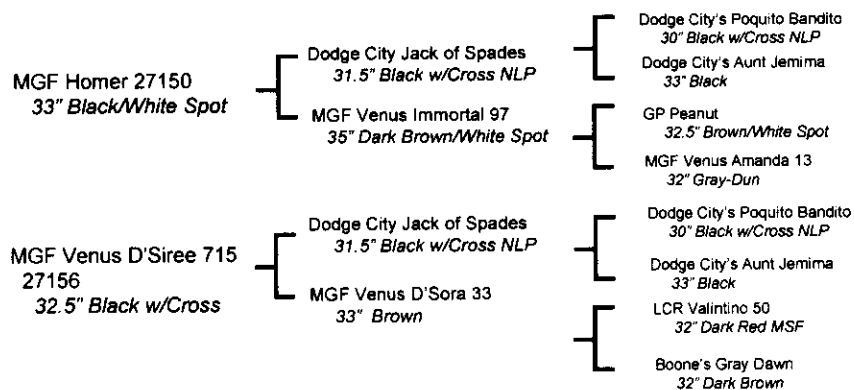 MGF Homer 27150
33" Black/White Spot
Dodge City Jack of Spades
31.5" Black w/Cross NLP
MGF Venus Immortal 97
35" Dark Brown/White Spot
Dodge City's Poquito Bandito
30" Black w/Cross NLP
Dodge City's Aunt Jemima
33" Black
GP Peanut
32.5" Brown/White Spot
MGF Venus Amanda 13
32" Gray-Dun
MGF Venus D'Siree 715
27156
32.5" Black w/Cross
Dodge City Jack of Spades
31.5" Black w/Cross NLP
MGF Venus D'Sora 33
33" Brown
Dodge City's Poquito Bandito
30" Black w/Cross NLP
Dodge City's Aunt Jemima
33" Black
LCR Valintino 50
32" Dark Red MSF
Boone's Gray Dawn
32" Dark Brown